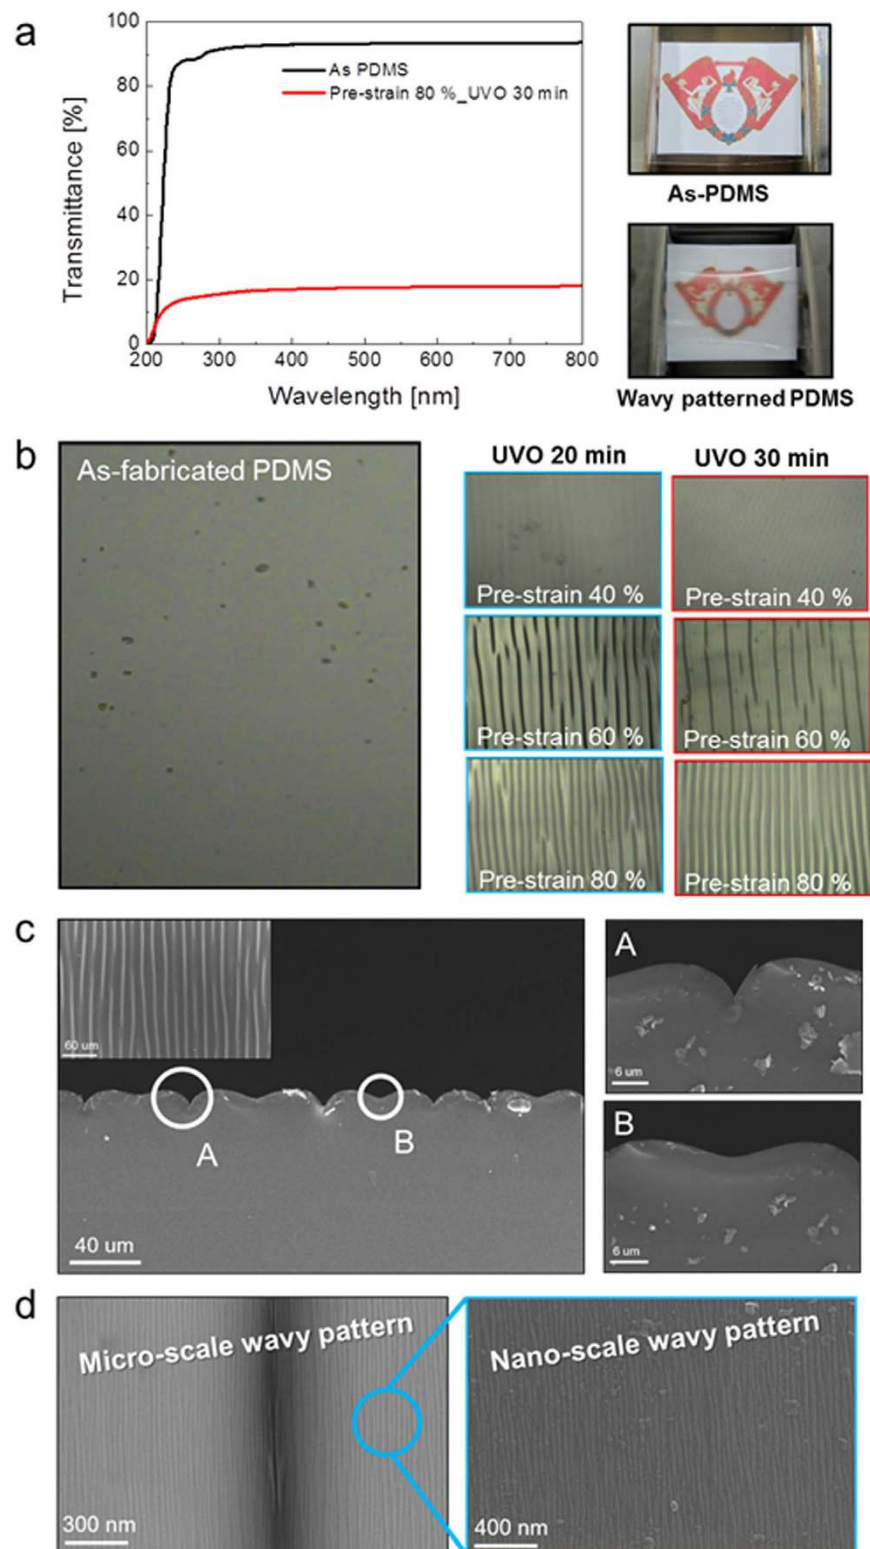 a
100
80
60
40
20
0
Transmittance [%]
As PDMS
Pre-strain 80 %_UVO 30 min
200
300
400
500
600
700
800
Wavelength [nm]
As-PDMS
Wavy patterned PDMS
b
As-fabricated PDMS
UVO 20 min
UVO 30 min
Pre-strain 40 %
Pre-strain 40 %
Pre-strain 60 %
Pre-strain 60 %
Pre-strain 80 %
Pre-strain 80 %
c
60 um
A
B
40 um
A
6 um
B
6 um
d
Micro-scale wavy pattern
300 nm
Nano-scale wavy pattern
400 nm